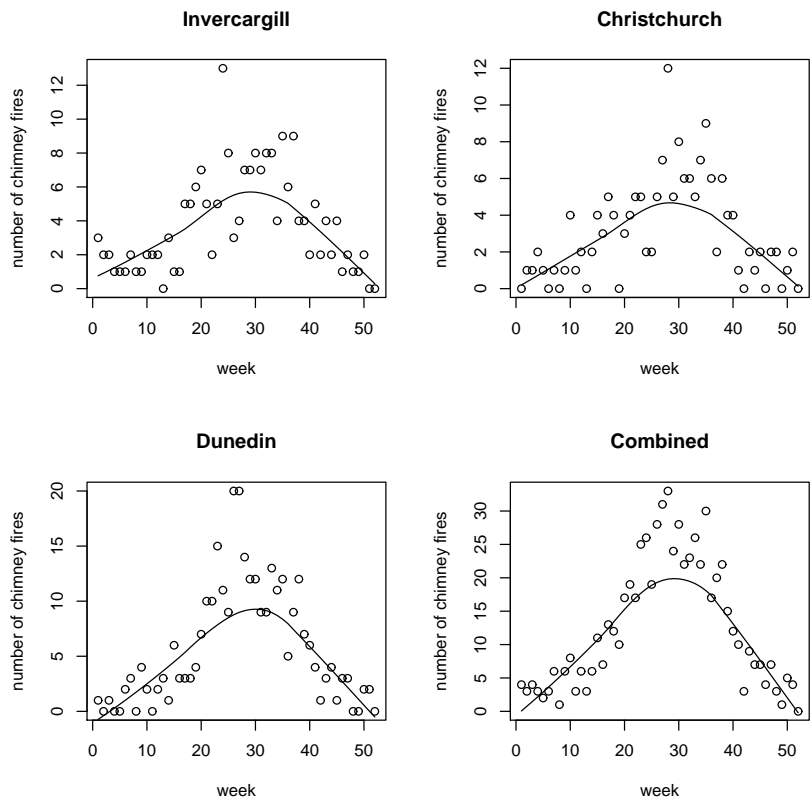 Invercargill
number of chimney fires
0 2 4 6 8 10 12
0 10 20 30 40 50
week
Christchurch
number of chimney fires
0 2 4 6 8 10 12
0 10 20 30 40 50
week
Dunedin
number of chimney fires
0 5 10 15 20
0 10 20 30 40 50
week
Combined
number of chimney fires
0 5 10 15 20 25 30
0 10 20 30 40 50
week